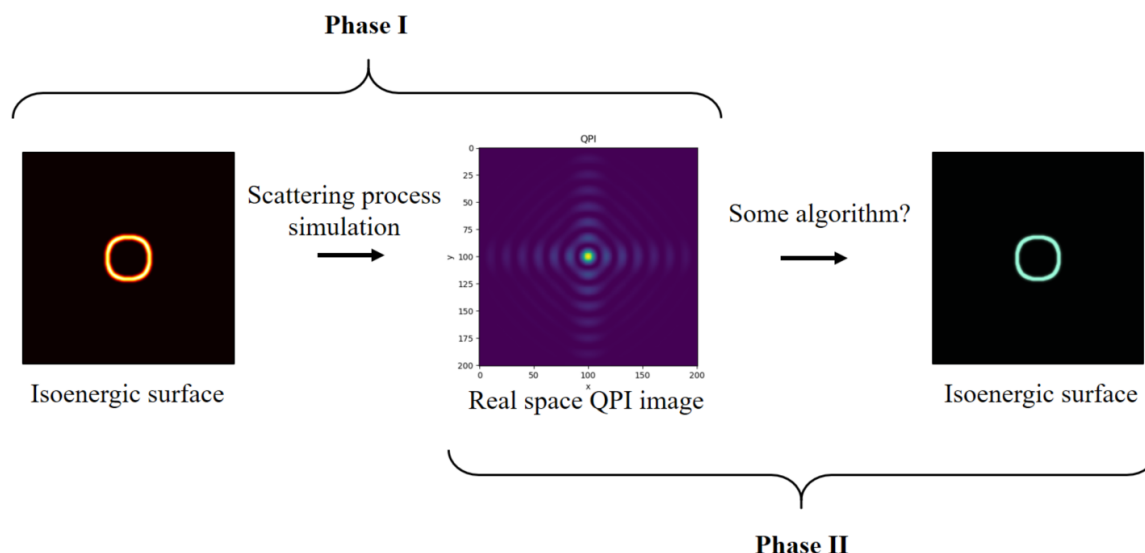 Phase I
Scattering process
simulation
Some algorithm?
QPI
0
25
50
75
100
125
150
175
200
y
0
50
100
150
200
x
Isoenergic surface
Real space QPI image
Isoenergic surface
Phase II